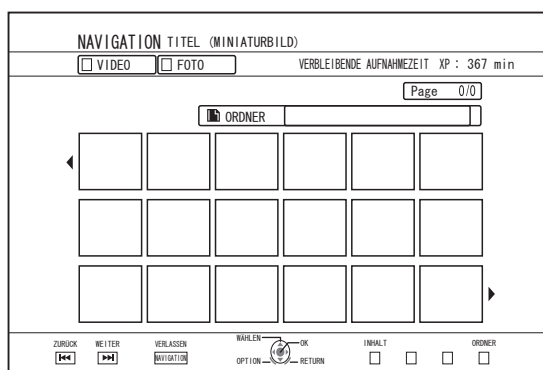 NAVIGATION TITEL (MINIATURBILD)
VIDEO FOTO VERBLEIBENDE AUFNAHMEZEIT XP : 367 min
Page 0/0
ORDNER
ZURÜCK WEITER VERLASSEN WÄHLEN OK INHALT ORDNER
NAVIGATION OPTION RETURN